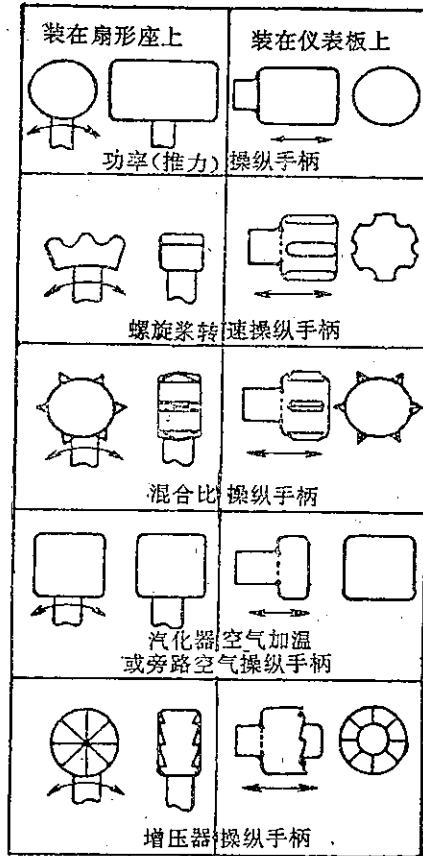 装在扇形座上
装在仪表板上
功率(推力)操纵手柄
螺旋浆转速操纵手柄
混合比操纵手柄
汽化器空气加温
或旁路空气操纵手柄
增压器操纵手柄